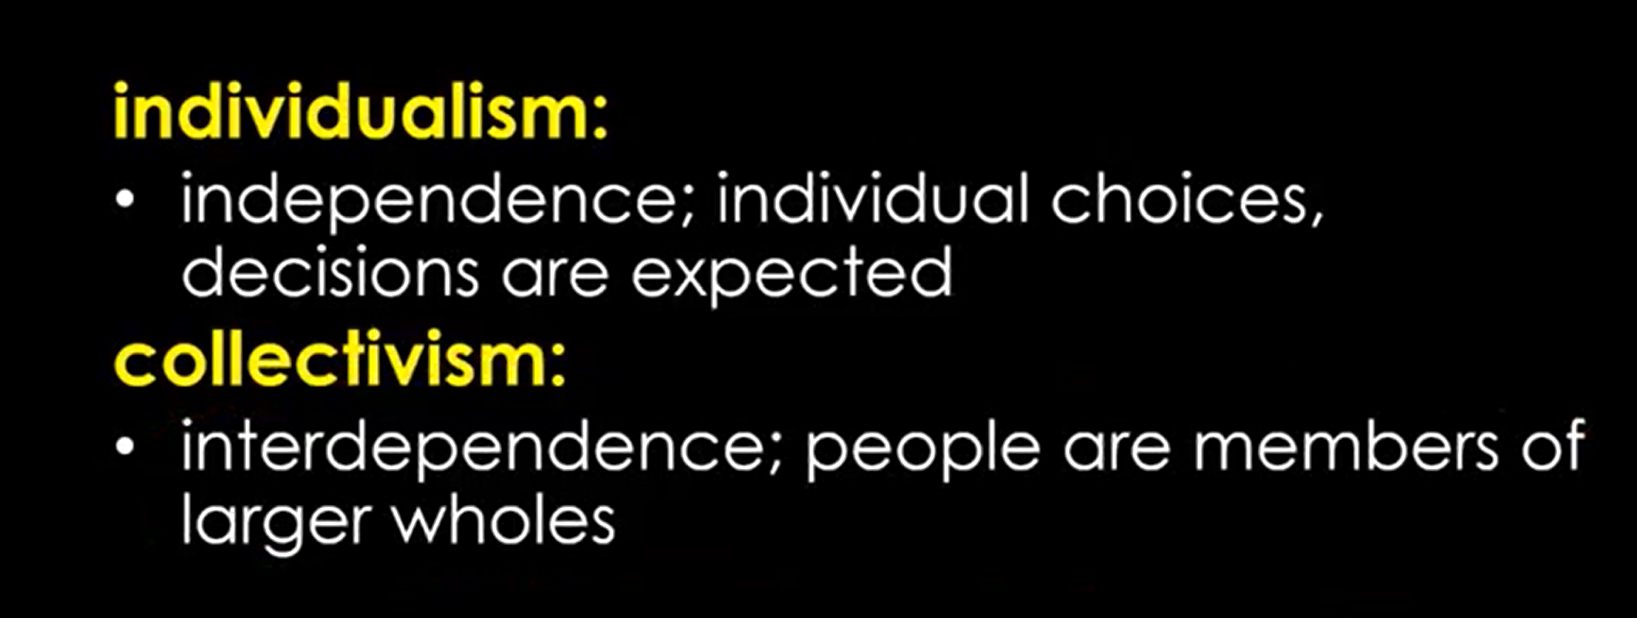 individualism:
• independence; individual choices,
decisions are expected
collectivism:
• interdependence; people are members of
larger wholes